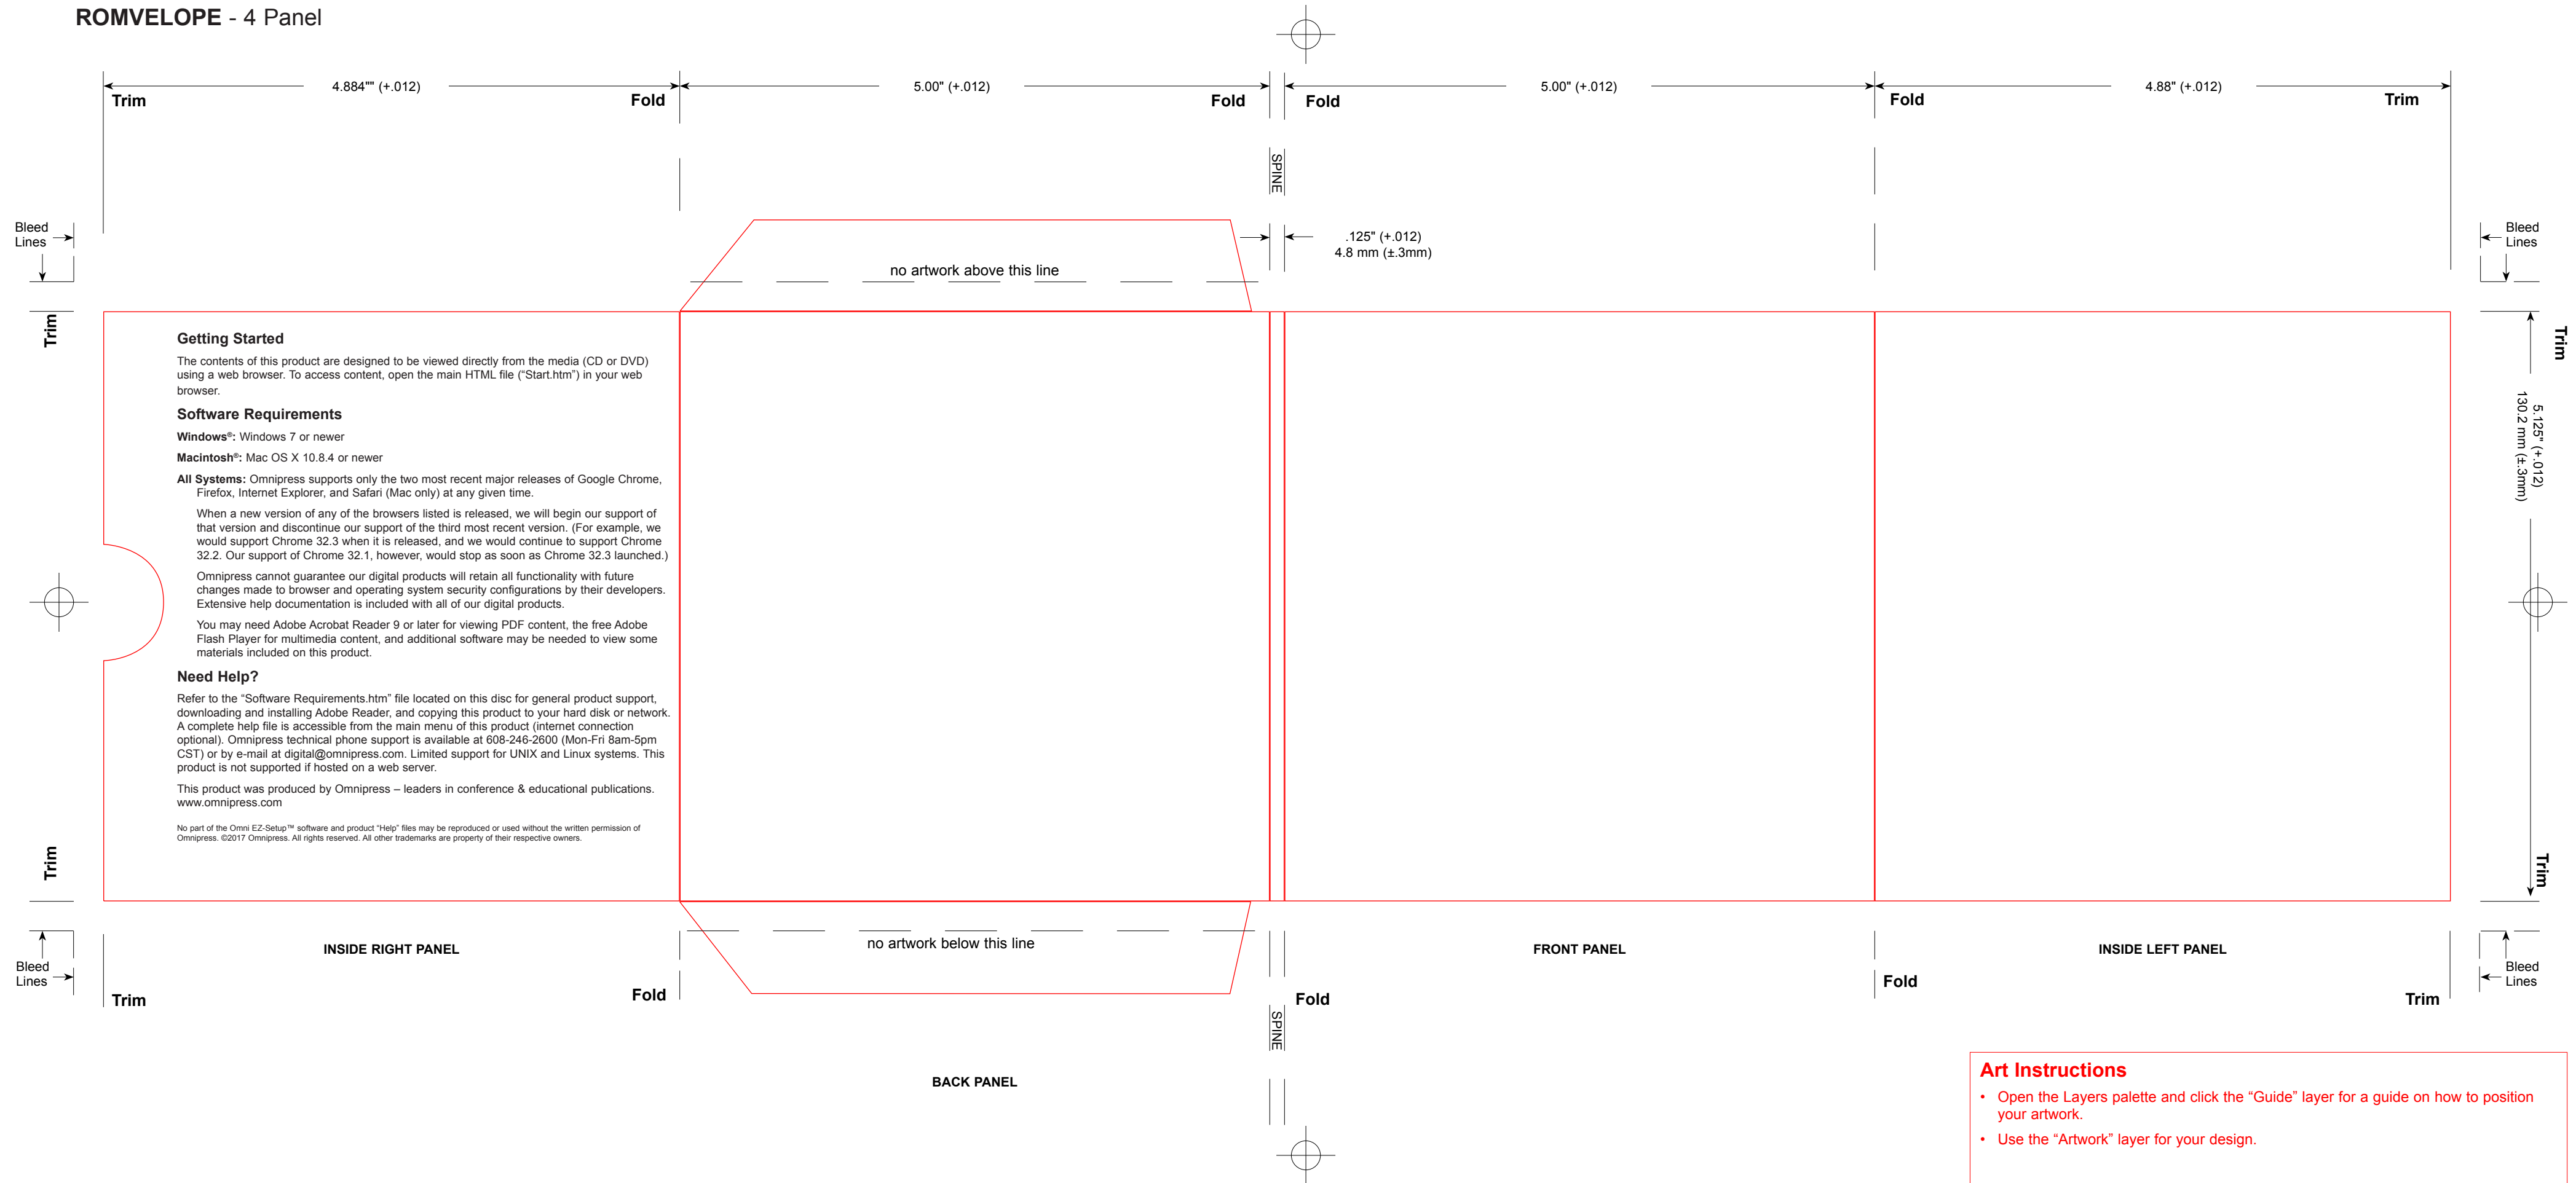 ROMVELOPE - 4 Panel
4.884"" (+.012)
5.00" (+.012)
5.00" (+.012)
4.88" (+.012)
Trim
Fold
Fold
Fold
Fold
Trim
SPINE
Bleed
Lines
.125" (+.012)
4.8 mm (±.3mm)
Bleed
Lines
no artwork above this line
Trim
Trim
Getting Started
The contents of this product are designed to be viewed directly from the media (CD or DVD)
using a web browser. To access content, open the main HTML file (“Start.htm”) in your web
browser.
Software Requirements
Windows®: Windows 7 or newer
Macintosh®: Mac OS X 10.8.4 or newer
All Systems: Omnipress supports only the two most recent major releases of Google Chrome,
Firefox, Internet Explorer, and Safari (Mac only) at any given time.
When a new version of any of the browsers listed is released, we will begin our support of
that version and discontinue our support of the third most recent version. (For example, we
would support Chrome 32.3 when it is released, and we would continue to support Chrome
32.2. Our support of Chrome 32.1, however, would stop as soon as Chrome 32.3 launched.)
Omnipress cannot guarantee our digital products will retain all functionality with future
changes made to browser and operating system security configurations by their developers.
Extensive help documentation is included with all of our digital products.
You may need Adobe Acrobat Reader 9 or later for viewing PDF content, the free Adobe
Flash Player for multimedia content, and additional software may be needed to view some
materials included on this product.
Need Help?
Refer to the “Software Requirements.htm” file located on this disc for general product support,
downloading and installing Adobe Reader, and copying this product to your hard disk or network.
A complete help file is accessible from the main menu of this product (internet connection
optional). Omnipress technical phone support is available at 608-246-2600 (Mon-Fri 8am-5pm
CST) or by e-mail at digital@omnipress.com. Limited support for UNIX and Linux systems. This
product is not supported if hosted on a web server.
This product was produced by Omnipress – leaders in conference & educational publications.
www.omnipress.com
No part of the Omni EZ-Setup™ software and product “Help” files may be reproduced or used without the written permission of
Omnipress. ©2017 Omnipress. All rights reserved. All other trademarks are property of their respective owners.
5.125" (+.012)
130.2 mm (±.3mm)
Trim
Trim
INSIDE RIGHT PANEL
no artwork below this line
FRONT PANEL
INSIDE LEFT PANEL
Bleed
Lines
Bleed
Lines
Trim
Fold
Fold
Fold
Trim
SPINE
BACK PANEL
Art Instructions
• Open the Layers palette and click the “Guide” layer for a guide on how to position
your artwork.
• Use the “Artwork” layer for your design.